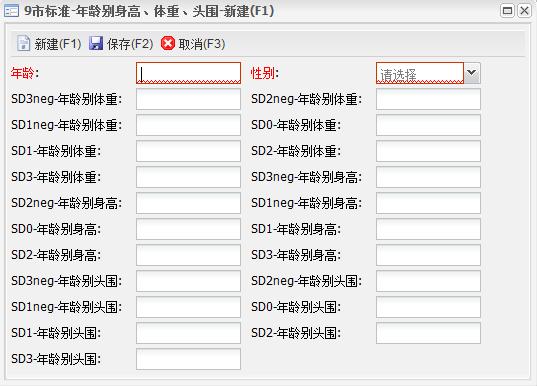 9市标准-年龄别身高、体重、头围-新建(F1)
新建(F1) 保存(F2) 取消(F3)
年龄: 性别: 请选择
SD3neg-年龄别体重: SD2neg-年龄别体重:
SD1neg-年龄别体重: SD0-年龄别体重:
SD1-年龄别体重: SD2-年龄别体重:
SD3-年龄别体重: SD3neg-年龄别身高:
SD2neg-年龄别身高: SD1neg-年龄别身高:
SD0-年龄别身高: SD1-年龄别身高:
SD2-年龄别身高: SD3-年龄别身高:
SD3neg-年龄别头围: SD2neg-年龄别头围:
SD1neg-年龄别头围: SD0-年龄别头围:
SD1-年龄别头围: SD2-年龄别头围:
SD3-年龄别头围: